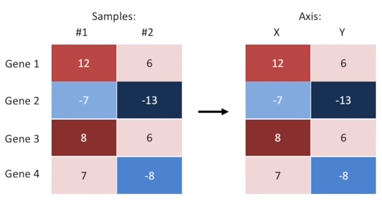 Samples: Axis:
#1 #2 X Y
Gene 1 12 6 12 6
Gene 2 -7 -13 -7 -13
Gene 3 8 6 8 6
Gene 4 7 -8 7 -8